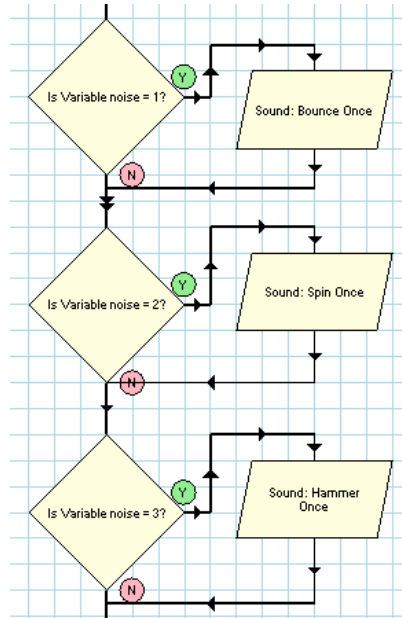 Y
Is Variable noise = 1?
Sound: Bounce Once
N
Y
Is Variable noise = 2?
Sound: Spin Once
N
Y
Is Variable noise = 3?
Sound: Hammer
Once
N